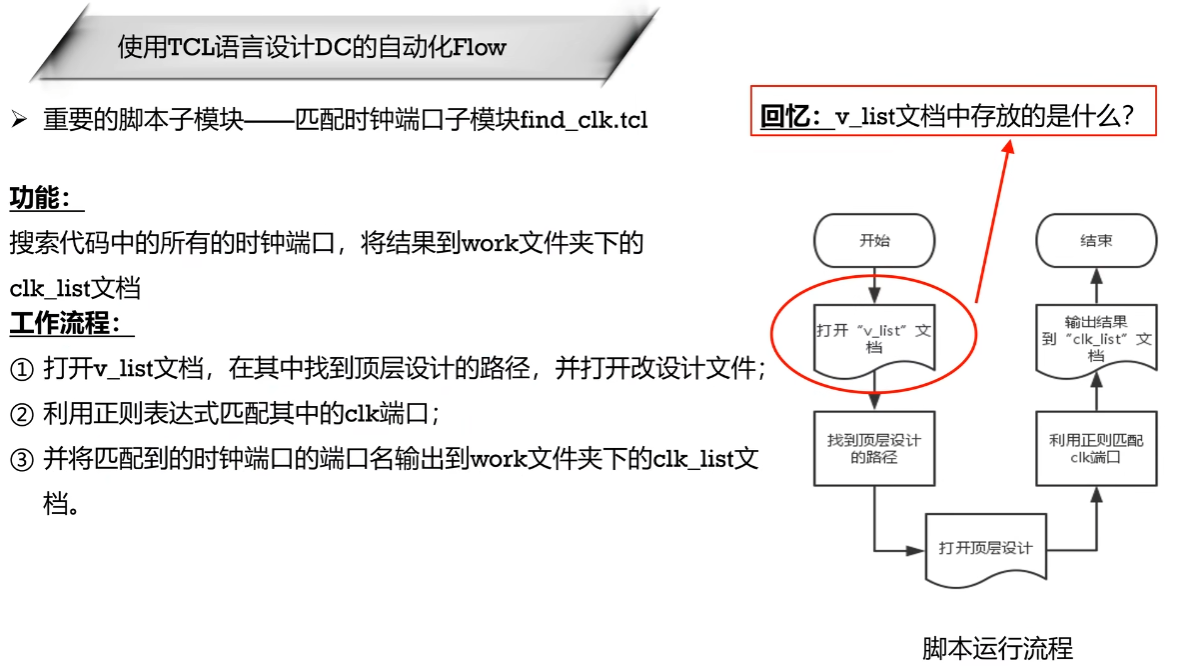 使用TCL语言设计DC的自动化Flow
➢ 重要的脚本子模块——匹配时钟端口子模块find_clk.tcl
回忆：v_list文档中存放的是什么？
功能：
搜索代码中的所有的时钟端口，将结果到work文件夹下的
clk_list文档
工作流程：
① 打开v_list文档，在其中找到顶层设计的路径，并打开改设计文件；
② 利用正则表达式匹配其中的clk端口；
③ 并将匹配到的时钟端口的端口名输出到work文件夹下的clk_list文
档。
开始
打开“v_list”文
档
找到顶层设计
的路径
打开顶层设计
利用正则匹配
clk端口
输出结果
到“clk_list”文
档
结束
脚本运行流程